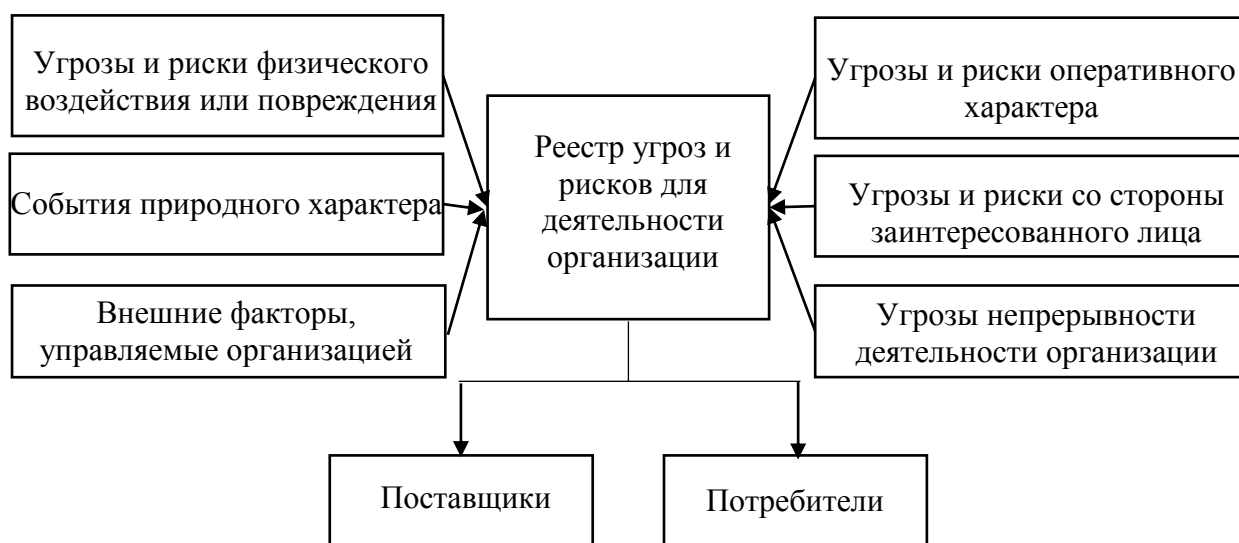 Угрозы и риски физического
воздействия или повреждения
События природного характера
Внешние факторы,
управляемые организацией
Реестр угроз и
рисков для
деятельности
организации
Угрозы и риски оперативного
характера
Угрозы и риски со стороны
заинтересованного лица
Угрозы непрерывности
деятельности организации
Поставщики
Потребители